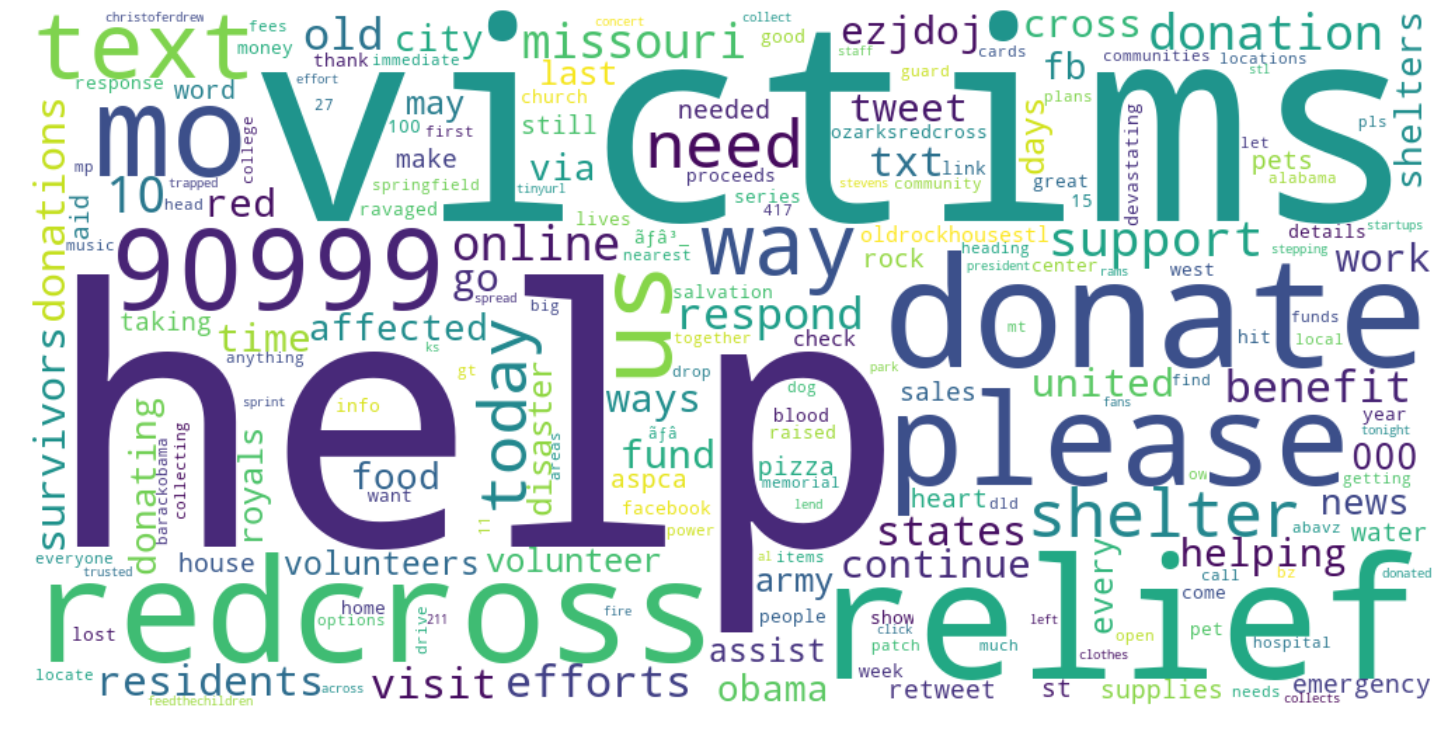 christoferdrew
fees
money
text
old
city
thank
immediate
missouri
concert
collect
good
ezjdoj
cross
donation
cards
staff
communities
locations
shelters
response
word
effort
27
may
last
church
needed
tweet
guard
fb
plans
stl
victims
mo
college
100
first
still
need
ozarksredcross
days
devastating
let
pls
pets
alabama
donations
mp
10
trapped
head
red
make
springfield
ravaged
via
tinyurl
proceeds
series
417
txt
link
stevens
community
great
15
aid
music
lives
90999
online
go
spread
big
ãƒâ³_
nearest
us
way
oldrockhousestl
rock
heading
president
center
rams
support
west
details
stepping
startups
work
taking
time
affected
anything
ks
gt
salvation
respond
together
check
drop
park
mt
donate
hit
funds
local
survivors
help
sprint
info
today
disaster
areas
ways
dog
blood
raised
sales
united
find
fans
benefit
year
tonight
donating
barackobama
collecting
royals
food
want
11
ãƒâ
fund
aspca
facebook
power
pizza
memorial
lend
please
000
ow
getting
heart
dld
shelter
news
abavz
water
everyone
trusted
house
volunteers
volunteer
al
items
army
states
continue
every
helping
call
bz
come
donated
redcross
home
options
drive
211
fire
people
relief
show
click
patch
much
left
clothes
open
pet
hospital
lost
locate
residents
across
feedthechildren
visit
efforts
assist
obama
week
retweet
st
supplies
needs
emergency
collects